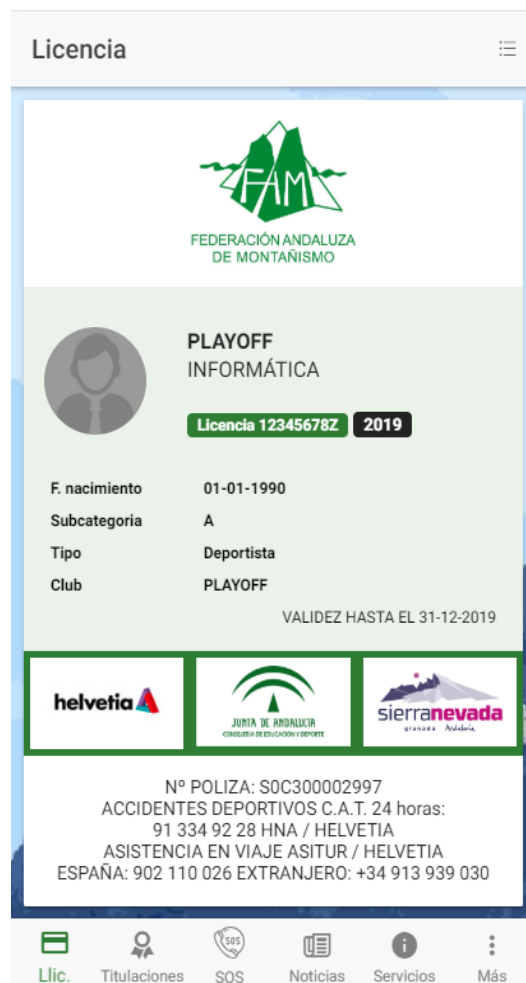 Licencia
FAM
FEDERACIÓN ANDALUZA
DE MONTAÑISMO
PLAYOFF
INFORMÁTICA
Licencia 12345678Z 2019
F. nacimiento 01-01-1990
Subcategoria A
Tipo Deportista
Club PLAYOFF
VALIDEZ HASTA EL 31-12-2019
helvetia
JUNTA DE ANDALUCIA
CONSEJERIA DE EDUCACIÓN Y DEPORTE
sierranevada
granada Andalucía
Nº POLIZA: S0C300002997
ACCIDENTES DEPORTIVOS C.A.T. 24 horas:
91 334 92 28 HNA / HELVETIA
ASISTENCIA EN VIAJE ASITUR / HELVETIA
ESPAÑA: 902 110 026 EXTRANJERO: +34 913 939 030
SOS
Llic. Titulaciones SOS Noticias Servicios Más